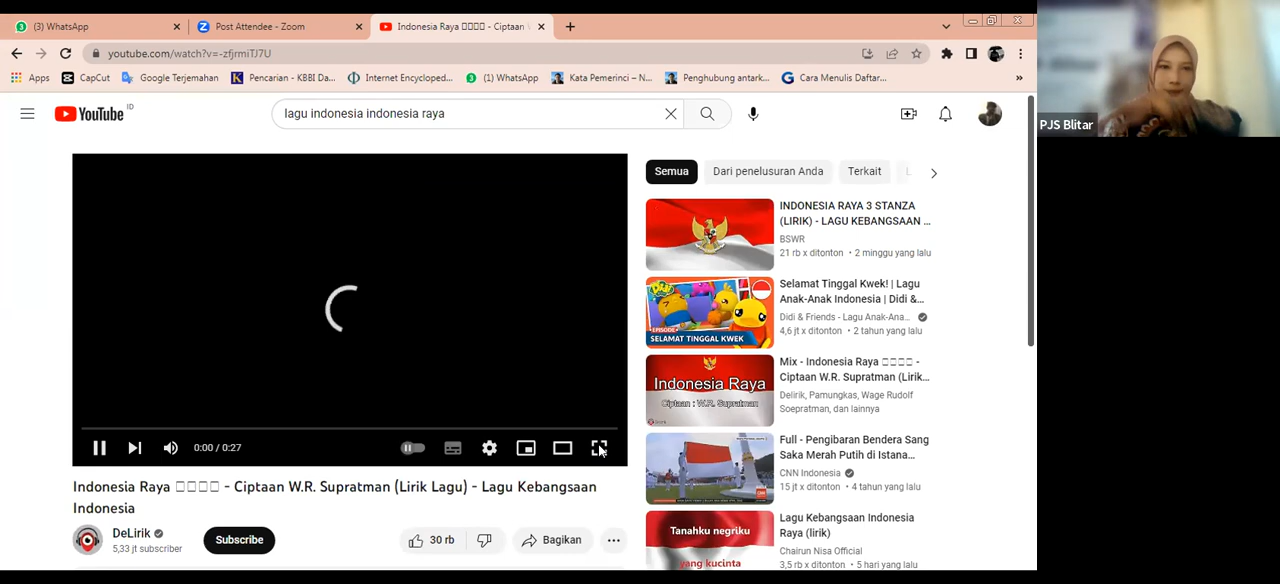 (3) WhatsApp
Post Attendee - Zoom
Indonesia Raya - Ciptaan
youtube.com/watch?v=-zfjrmiTJ7U
Apps
CapCut
Google Terjemahan
Pencarian - KBBI Da...
Internet Encycloped...
(1) WhatsApp
Kata Pemerinci – N...
Penghubung antark...
Cara Menulis Daftar...
»
YouTube ID
lagu indonesia indonesia raya
PJS Blitar
Semua
Dari penelusuran Anda
Terkait
INDONESIA RAYA 3 STANZA
(LIRIK) - LAGU KEBANGSAAN ...
BSWR
21 rb x ditonton • 2 minggu yang lalu
EPISODE
SELAMAT TINGGAL KWEK
Selamat Tinggal Kwek! | Lagu
Anak-Anak Indonesia | Didi &...
Didi & Friends - Lagu Anak-Ana...
4,6 jt x ditonton • 2 tahun yang lalu
Indonesia Raya
Ciptaan : W.R. Supratman
Mix - Indonesia Raya -
Ciptaan W.R. Supratman (Lirik...
Delirik, Pamungkas, Wage Rudolf
Soepratman, dan lainnya
Full - Pengibaran Bendera Sang
Saka Merah Putih di Istana...
CNN Indonesia
15 jt x ditonton • 4 tahun yang lalu
Tanahku negriku
yang kucinta
Lagu Kebangsaan Indonesia
Raya (lirik)
Chairun Nisa Official
3,5 rb x ditonton • 5 hari yang lalu
0:00 / 0:27
Indonesia Raya - Ciptaan W.R. Supratman (Lirik Lagu) - Lagu Kebangsaan
Indonesia
DeLirik
5,33 jt subscriber
Subscribe
30 rb
Bagikan